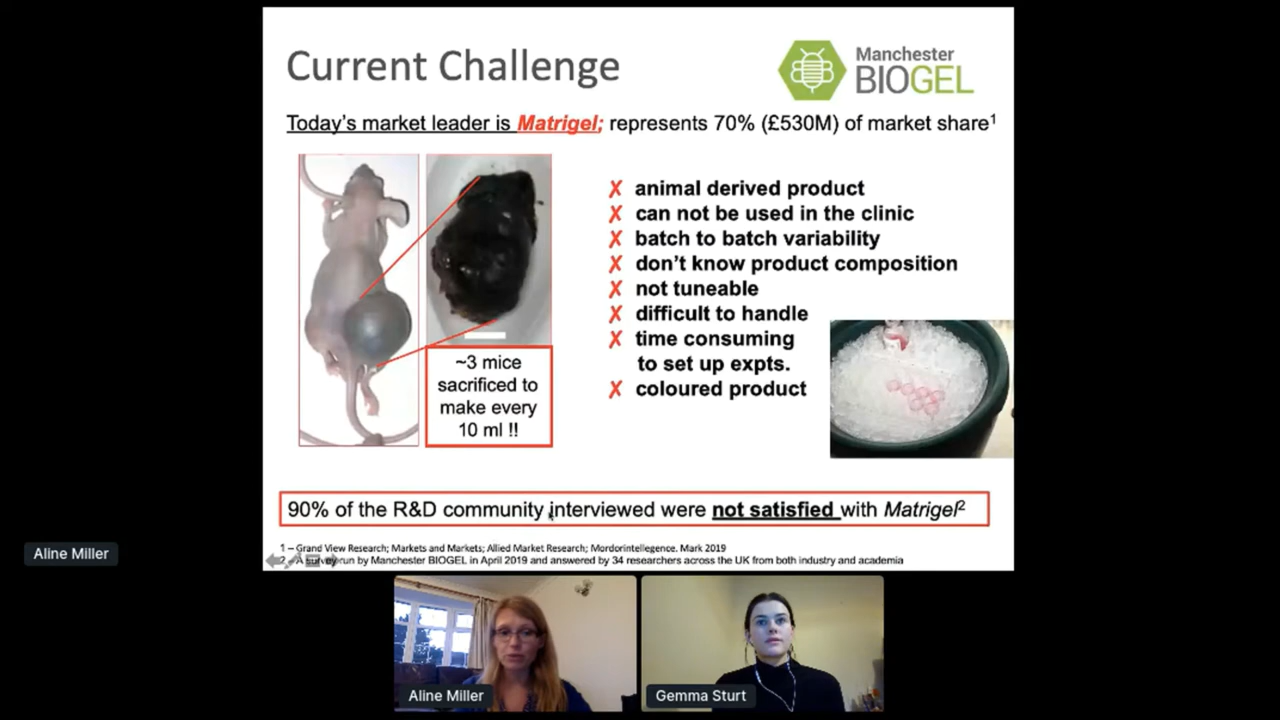 Current Challenge
Manchester
BIOGEL
Today's market leader is Matrigel; represents 70% (£530M) of market share1
✗ animal derived product
✗ can not be used in the clinic
✗ batch to batch variability
✗ don't know product composition
✗ not tuneable
✗ difficult to handle
✗ time consuming
to set up expts.
✗ coloured product
~3 mice
sacrificed to
make every
10 ml !!
90% of the R&D community interviewed were not satisfied with Matrigel2
1 – Grand View Research; Markets and Markets; Allied Market Research; Mordorintellegence. Mark 2019
2 – A survey run by Manchester BIOGEL in April 2019 and answered by 34 researchers across the UK from both industry and academia
Aline Miller
Aline Miller
Gemma Sturt